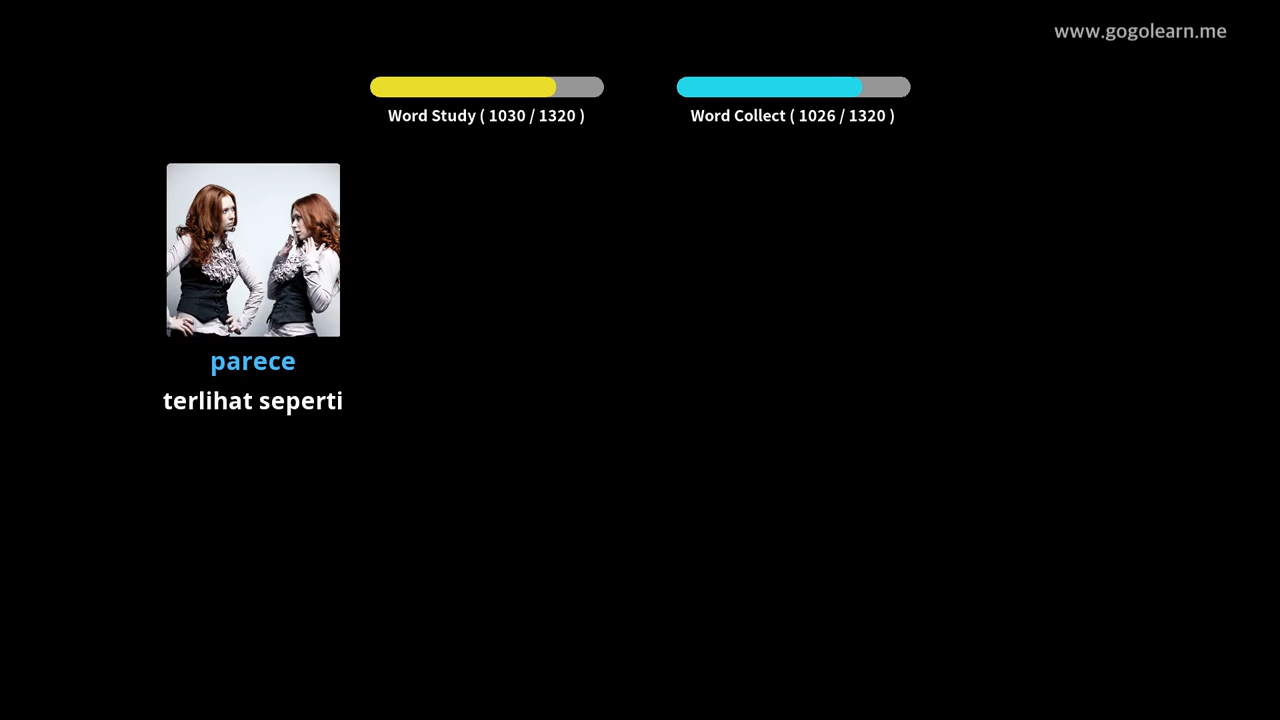 www.gogolearn.me
Word Study ( 1030 / 1320 )
Word Collect ( 1026 / 1320 )
parece
terlihat seperti